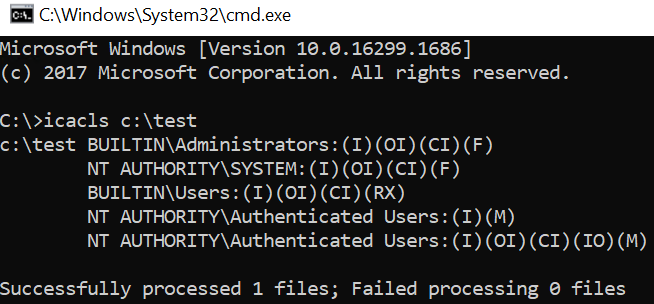 C:\Windows\System32\cmd.exe
Microsoft Windows [Version 10.0.16299.1686]
(c) 2017 Microsoft Corporation. All rights reserved.
C:\>icacls c:\test
c:\test BUILTIN\Administrators:(I)(OI)(CI)(F)
NT AUTHORITY\SYSTEM:(I)(OI)(CI)(F)
BUILTIN\Users:(I)(OI)(CI)(RX)
NT AUTHORITY\Authenticated Users:(I)(M)
NT AUTHORITY\Authenticated Users:(I)(OI)(CI)(IO)(M)
Successfully processed 1 files; Failed processing 0 files